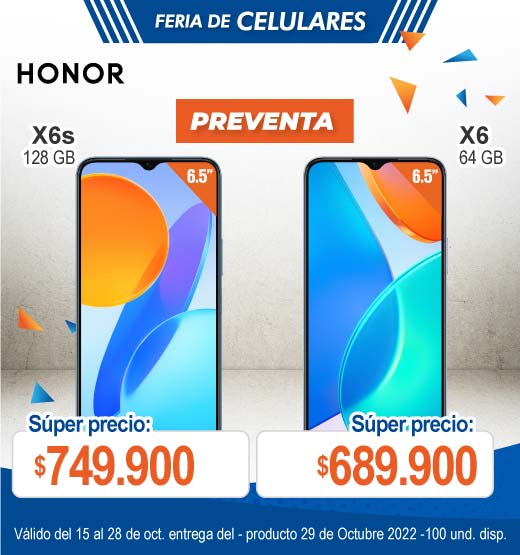 FERIA DE CELULARES
HONOR
PREVENTA
X6s
128 GB
X6
64 GB
6.5"
6.5"
Súper precio:
$749.900
Súper precio:
$689.900
Válido del 15 al 28 de oct. entrega del - producto 29 de Octubre 2022 -100 und. disp.